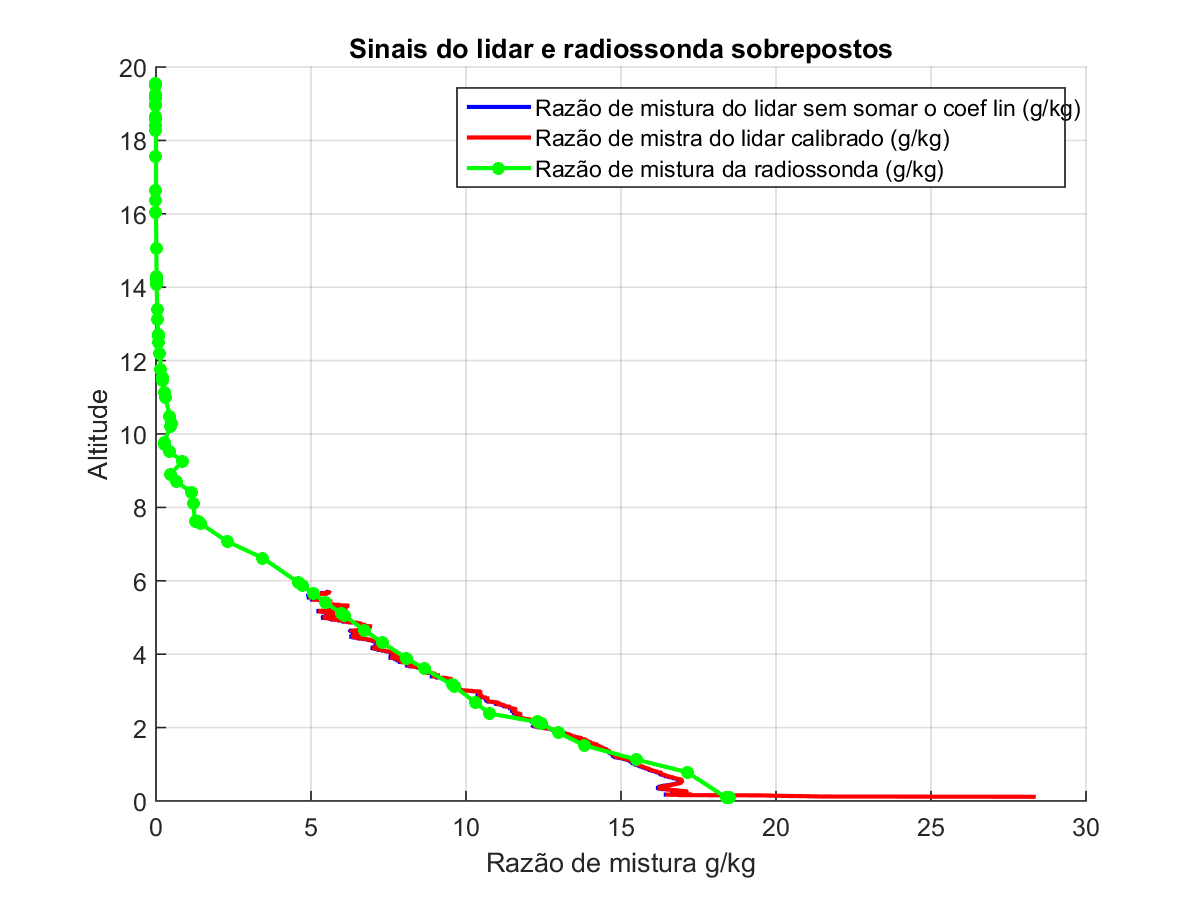 Sinais do lidar e radiossonda sobrepostos
Razão de mistura do lidar sem somar o coef lin (g/kg)
Razão de mistra do lidar calibrado (g/kg)
Razão de mistura da radiossonda (g/kg)
Altitude
20
18
16
14
12
10
8
6
4
2
0
0 5 10 15 20 25 30
Razão de mistura g/kg